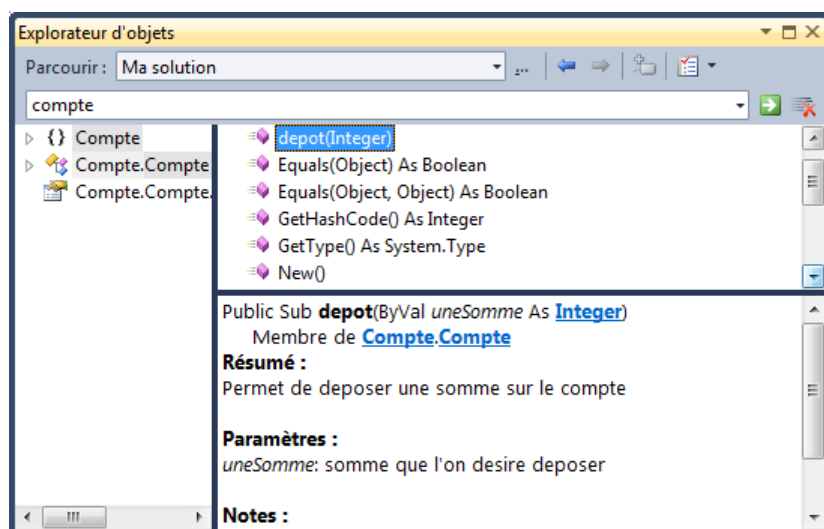 Explorateur d'objets
Parcourir : Ma solution ...
compte
{} Compte
Compte.Compte
Compte.Compte.
depot(Integer)
Equals(Object) As Boolean
Equals(Object, Object) As Boolean
GetHashCode() As Integer
GetType() As System.Type
New()
Public Sub depot(ByVal uneSomme As Integer)
Membre de Compte.Compte
Résumé :
Permet de deposer une somme sur le compte
Paramètres :
uneSomme: somme que l'on desire deposer
Notes :